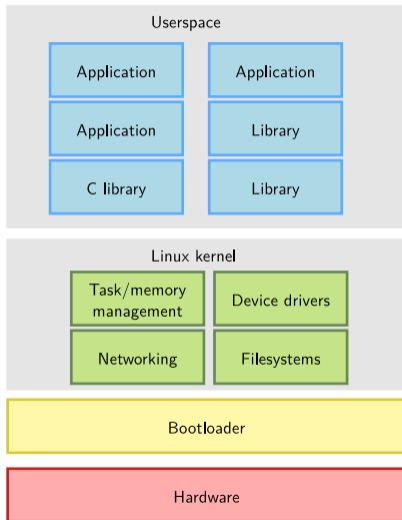 Userspace
Application
Application
Application
Library
C library
Library
Linux kernel
Task/memory
management
Device drivers
Networking
Filesystems
Bootloader
Hardware